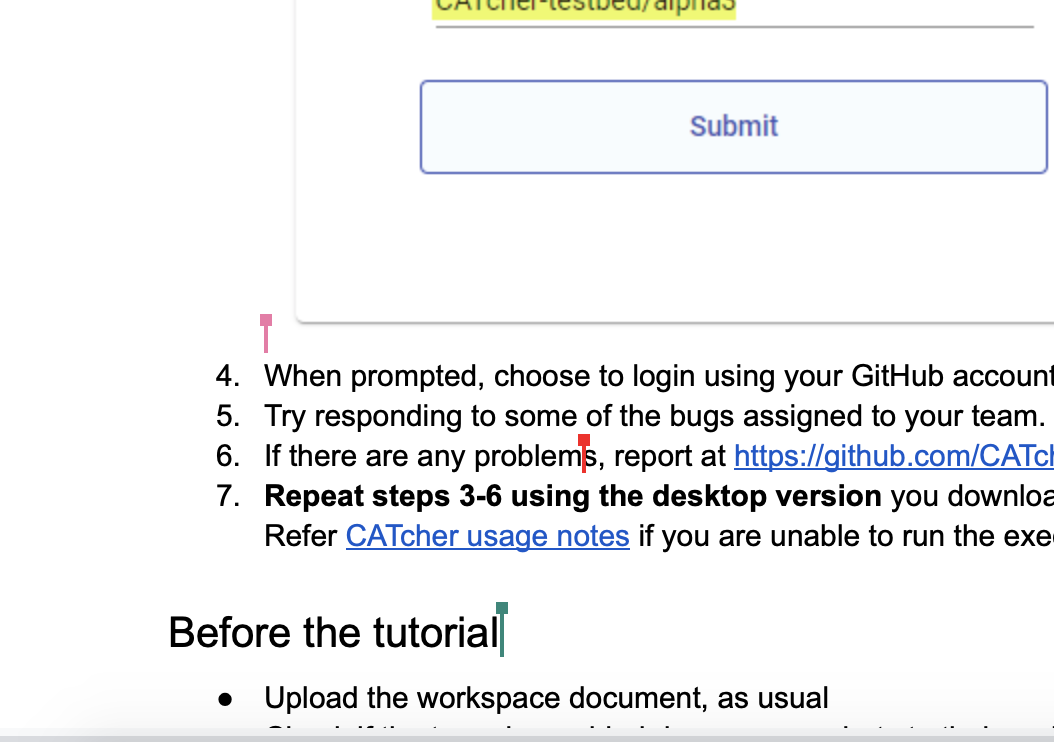 CATcher-testbed/alpha3
Submit
4. When prompted, choose to login using your GitHub account
5. Try responding to some of the bugs assigned to your team.
6. If there are any problems, report at https://github.com/CATch
7. Repeat steps 3-6 using the desktop version you downloa
Refer CATcher usage notes if you are unable to run the exe
Before the tutorial
● Upload the workspace document, as usual